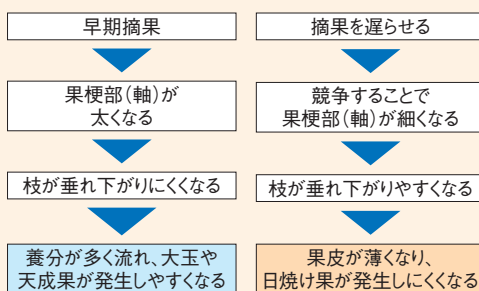 早期摘果
果梗部（軸）が
太くなる
枝が垂れ下がりにくくなる
養分が多く流れ、大玉や
天成果が発生しやすくなる
摘果を遅らせる
競争することで
果梗部（軸）が細くなる
枝が垂れ下がりやすくなる
果皮が薄くなり、
日焼け果が発生しにくくなる